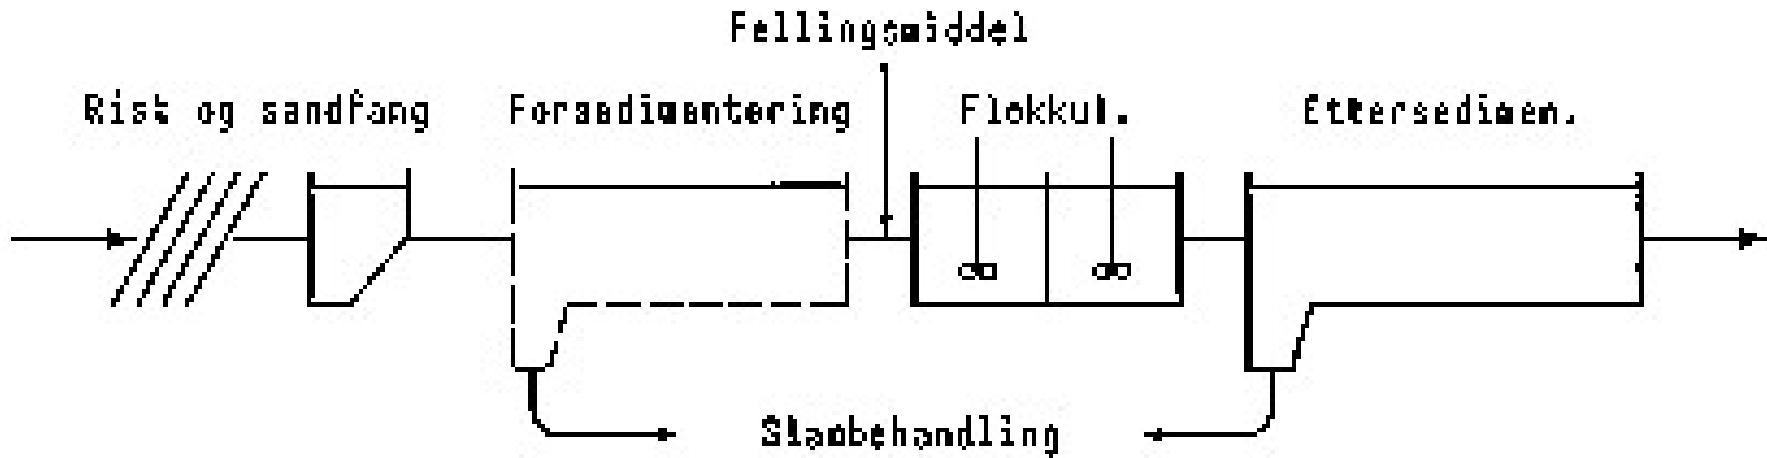 Fellingsmiddel
Rist og sandfang
Forsedimentering
Flokkul.
Ettersedimen.
Slambehandling